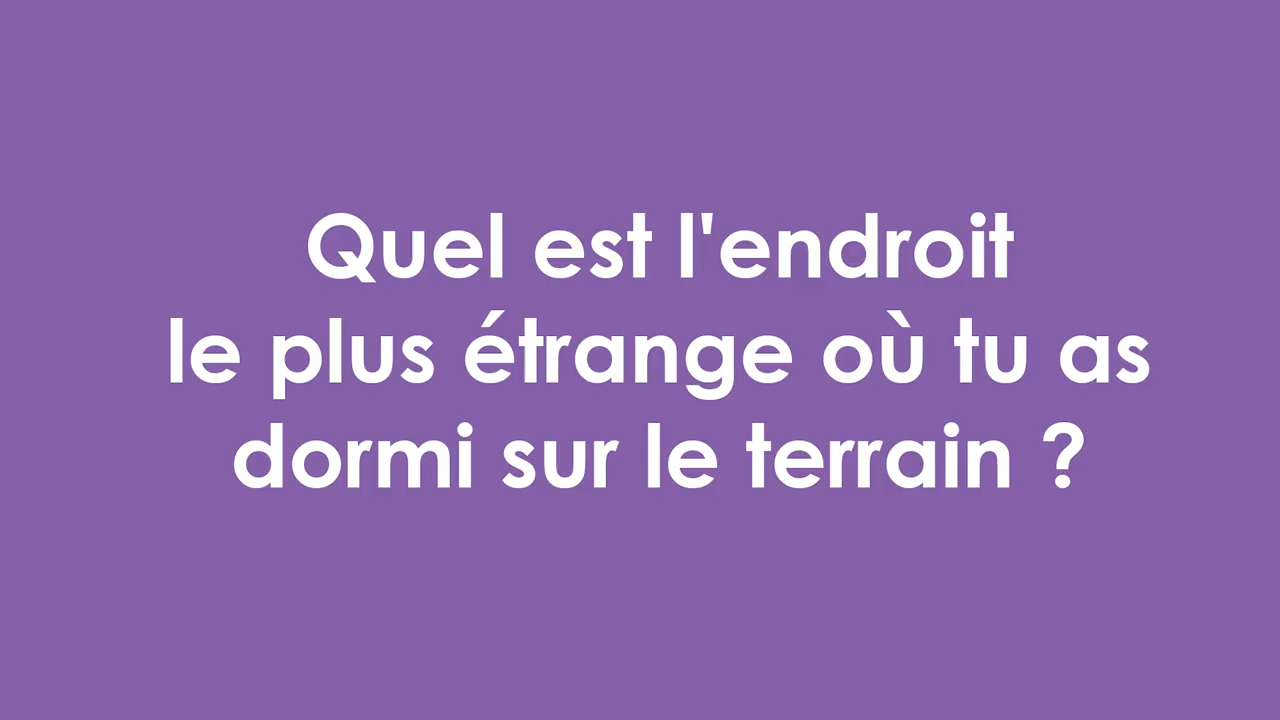 Quel est l'endroit
le plus étrange où tu as
dormi sur le terrain ?